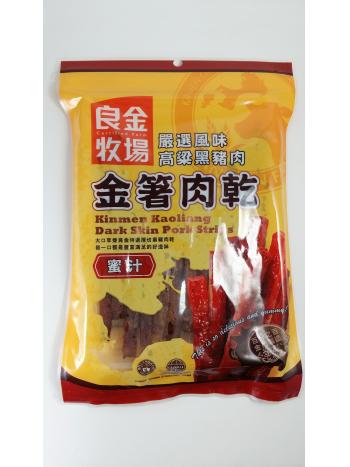 良金
牧場
Certified Farm
嚴選風味
高粱黑豬肉
金箸肉乾
Kinmen Kaoliang
Dark Skin Pork Strips
蜜汁
This is so delicious and yummy!